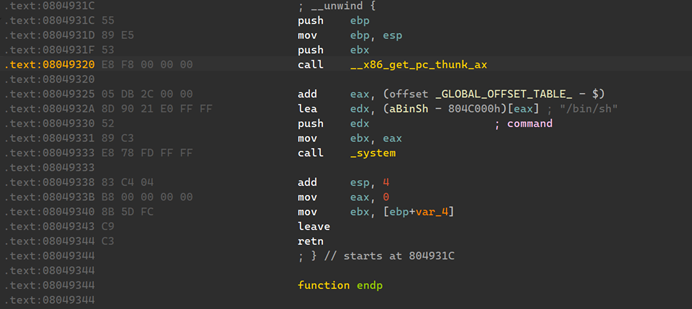 .text:0804931C ; __unwind {
.text:0804931C 55 push ebp
.text:0804931D 89 E5 mov ebp, esp
.text:0804931F 53 push ebx
.text:08049320 E8 F8 00 00 00 call __x86_get_pc_thunk_ax
.text:08049320
.text:08049325 05 DB 2C 00 00 add eax, (offset _GLOBAL_OFFSET_TABLE_ - $)
.text:0804932A 8D 90 21 E0 FF FF lea edx, (aBinSh - 804C000h)[eax] ; "/bin/sh"
.text:08049330 52 push edx ; command
.text:08049331 89 C3 mov ebx, eax
.text:08049333 E8 78 FD FF FF call _system
.text:08049333
.text:08049338 83 C4 04 add esp, 4
.text:0804933B B8 00 00 00 00 mov eax, 0
.text:08049340 8B 5D FC mov ebx, [ebp+var_4]
.text:08049343 C9 leave
.text:08049344 C3 retn
.text:08049344 ; } // starts at 804931C
.text:08049344
.text:08049344 function endp
.text:08049344